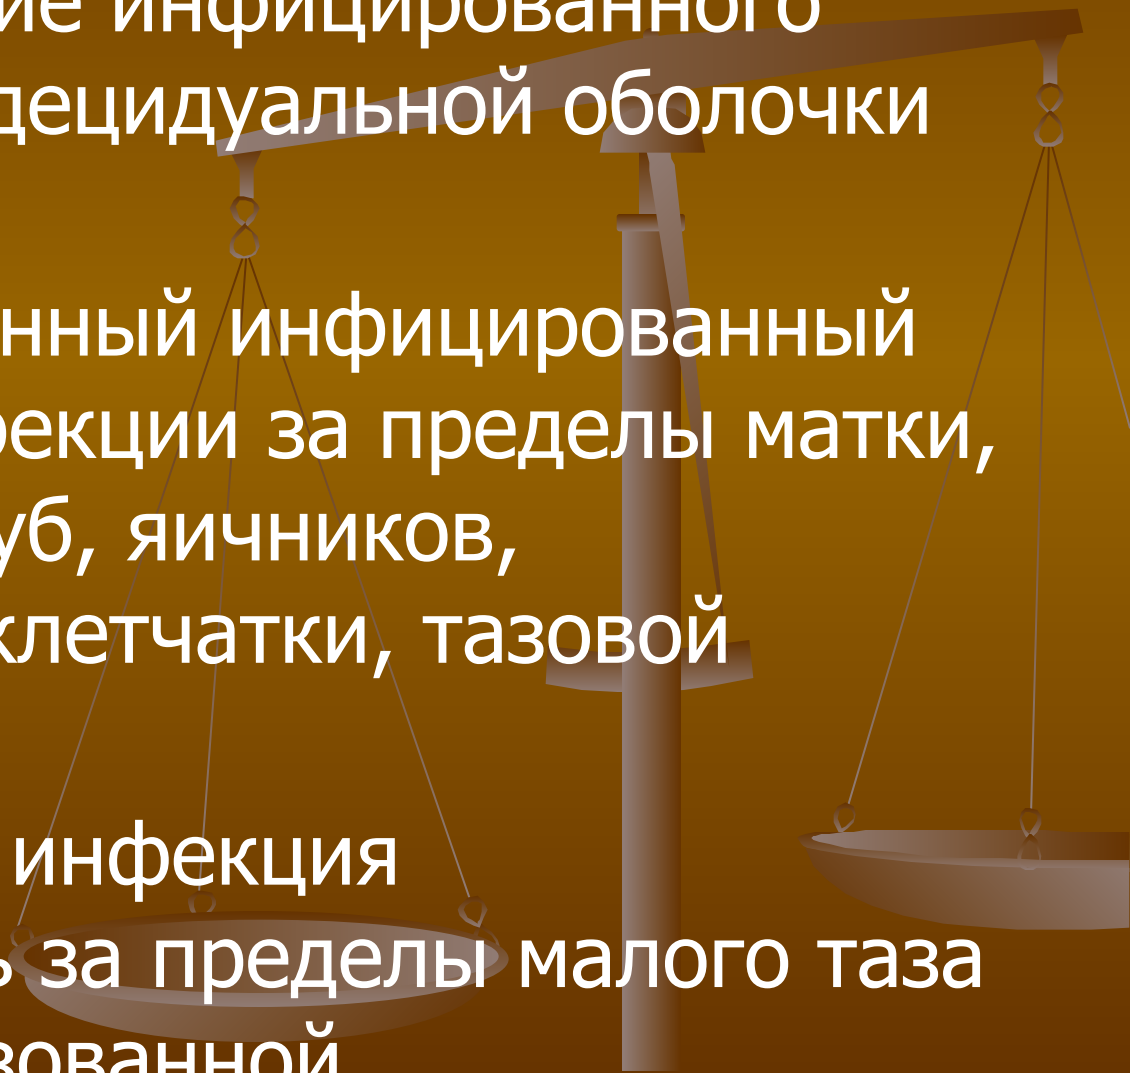 ие инфицированного
децидуальной оболочки
нный инфицированный
екции за пределы матки,
уб, яичников,
клетчатки, тазовой
инфекция
ь за пределы малого таза
зованной